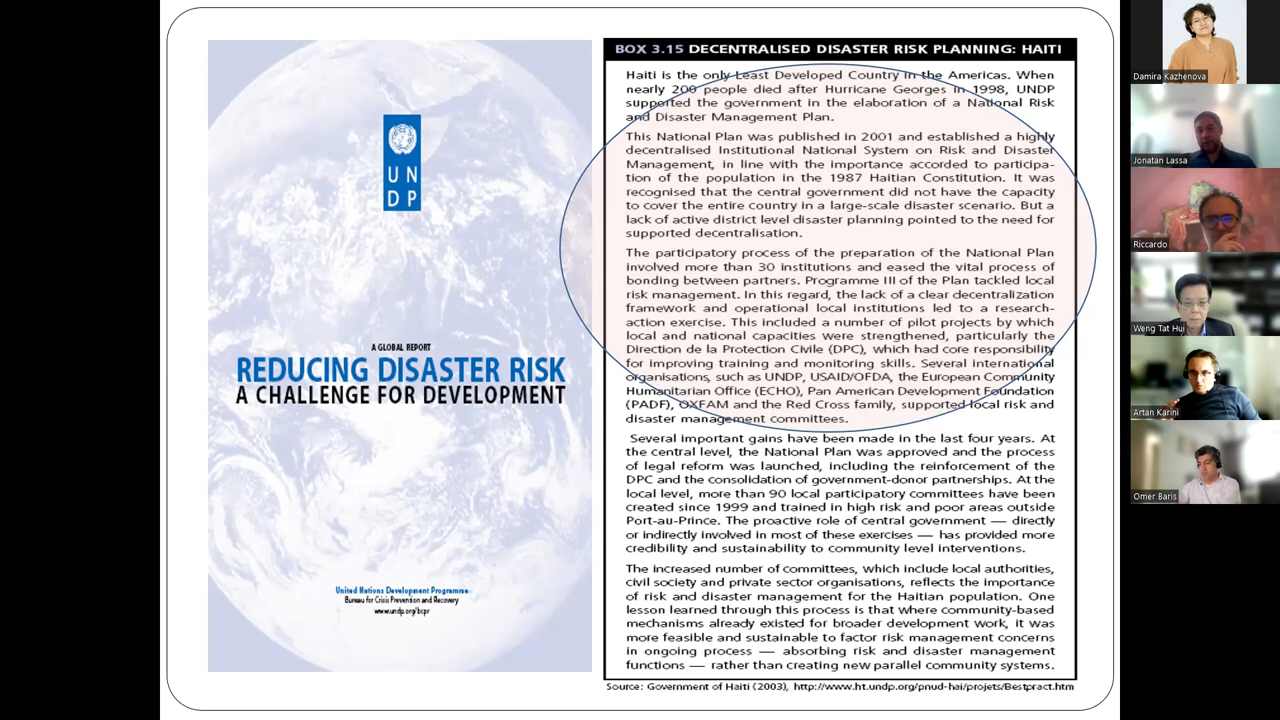 UN
DP
A GLOBAL REPORT
REDUCING DISASTER RISK
A CHALLENGE FOR DEVELOPMENT
United Nations Development Programme
Bureau for Crisis Prevention and Recovery
www.undp.org/bcpr
BOX 3.15 DECENTRALISED DISASTER RISK PLANNING: HAITI
Haiti is the only Least Developed Country in the Americas. When
nearly 200 people died after Hurricane Georges in 1998, UNDP
supported the government in the elaboration of a National Risk
and Disaster Management Plan.
This National Plan was published in 2001 and established a highly
decentralised Institutional National System on Risk and Disaster
Management, in line with the importance accorded to participa-
tion of the population in the 1987 Haitian Constitution. It was
recognised that the central government did not have the capacity
to cover the entire country in a large-scale disaster scenario. But a
lack of active district level disaster planning pointed to the need for
supported decentralisation.
The participatory process of the preparation of the National Plan
involved more than 30 institutions and eased the vital process of
bonding between partners. Programme III of the Plan tackled local
risk management. In this regard, the lack of a clear decentralization
framework and operational local institutions led to a research-
action exercise. This included a number of pilot projects by which
local and national capacities were strengthened, particularly the
Direction de la Protection Civile (DPC), which had core responsibility
for improving training and monitoring skills. Several international
organisations, such as UNDP, USAID/OFDA, the European Community
Humanitarian Office (ECHO), Pan American Development Foundation
(PADF), OXFAM and the Red Cross family, supported local risk and
disaster management committees.
Several important gains have been made in the last four years. At
the central level, the National Plan was approved and the process
of legal reform was launched, including the reinforcement of the
DPC and the consolidation of government-donor partnerships. At the
local level, more than 90 local participatory committees have been
created since 1999 and trained in high risk and poor areas outside
Port-au-Prince. The proactive role of central government — directly
or indirectly involved in most of these exercises — has provided more
credibility and sustainability to community level interventions.
The increased number of committees, which include local authorities,
civil society and private sector organisations, reflects the importance
of risk and disaster management for the Haitian population. One
lesson learned through this process is that where community-based
mechanisms already existed for broader development work, it was
more feasible and sustainable to factor risk management concerns
in ongoing process — absorbing risk and disaster management
functions — rather than creating new parallel community systems.
Source: Government of Haiti (2003), http://www.ht.undp.org/pnud-hai/projets/Bestpract.htm
Damira Kazhenova
Jonatan Lassa
Riccardo
Weng Tat Hui
Artan Karini
Omer Baris